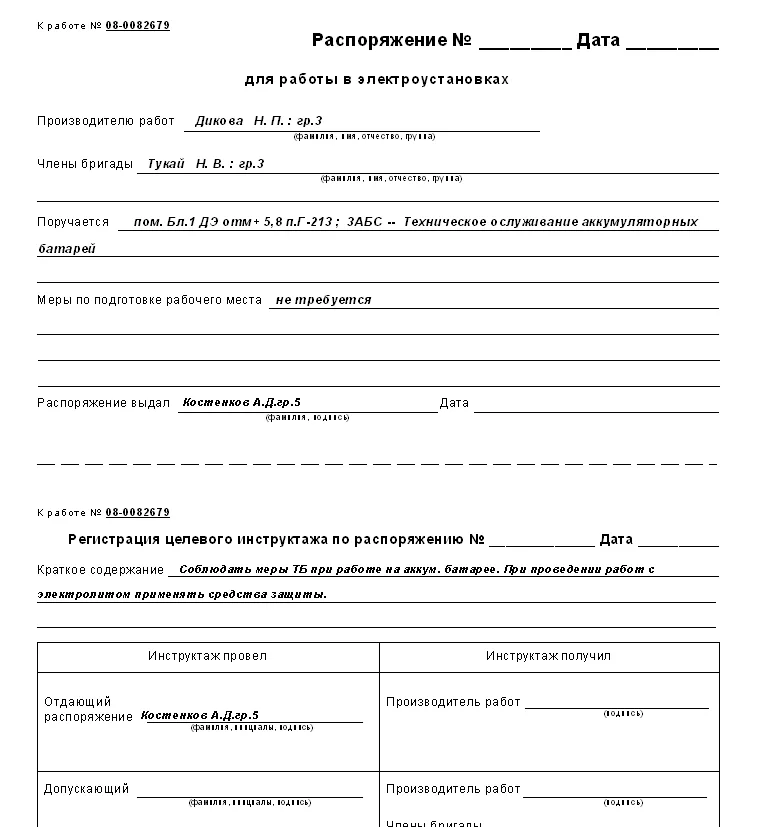 К работе № 08-0082679
Распоряжение № _________ Дата _________
для работы в электроустановках
Производителю работ Дикова Н. П. : гр.3
(фамилия, имя, отчество, группа)
Члены бригады Тукай Н. В. : гр.3
(фамилия, имя, отчество, группа)
Поручается пом. Бл.1 ДЭ отм+ 5,8 п.Г-213 ; ЗАБС -- Техническое ослуживание аккумуляторных
батарей
Меры по подготовке рабочего места не требуется
Распоряжение выдал Костенков А.Д.гр.5 Дата
(фамилия, подпись)
К работе № 08-0082679
Регистрация целевого инструктажа по распоряжению № _____________ Дата __________
Краткое содержание Соблюдать меры ТБ при работе на аккум. батарее. При проведении работ с
электролитом применять средства защиты.
Инструктаж провел Инструктаж получил
Отдающий
распоряжение Костенков А.Д.гр.5
(фамилия, инициалы, подпись)
Производитель работ
(подпись)
Допускающий
(фамилия, инициалы, подпись)
Производитель работ
(подпись)
Члены бригады